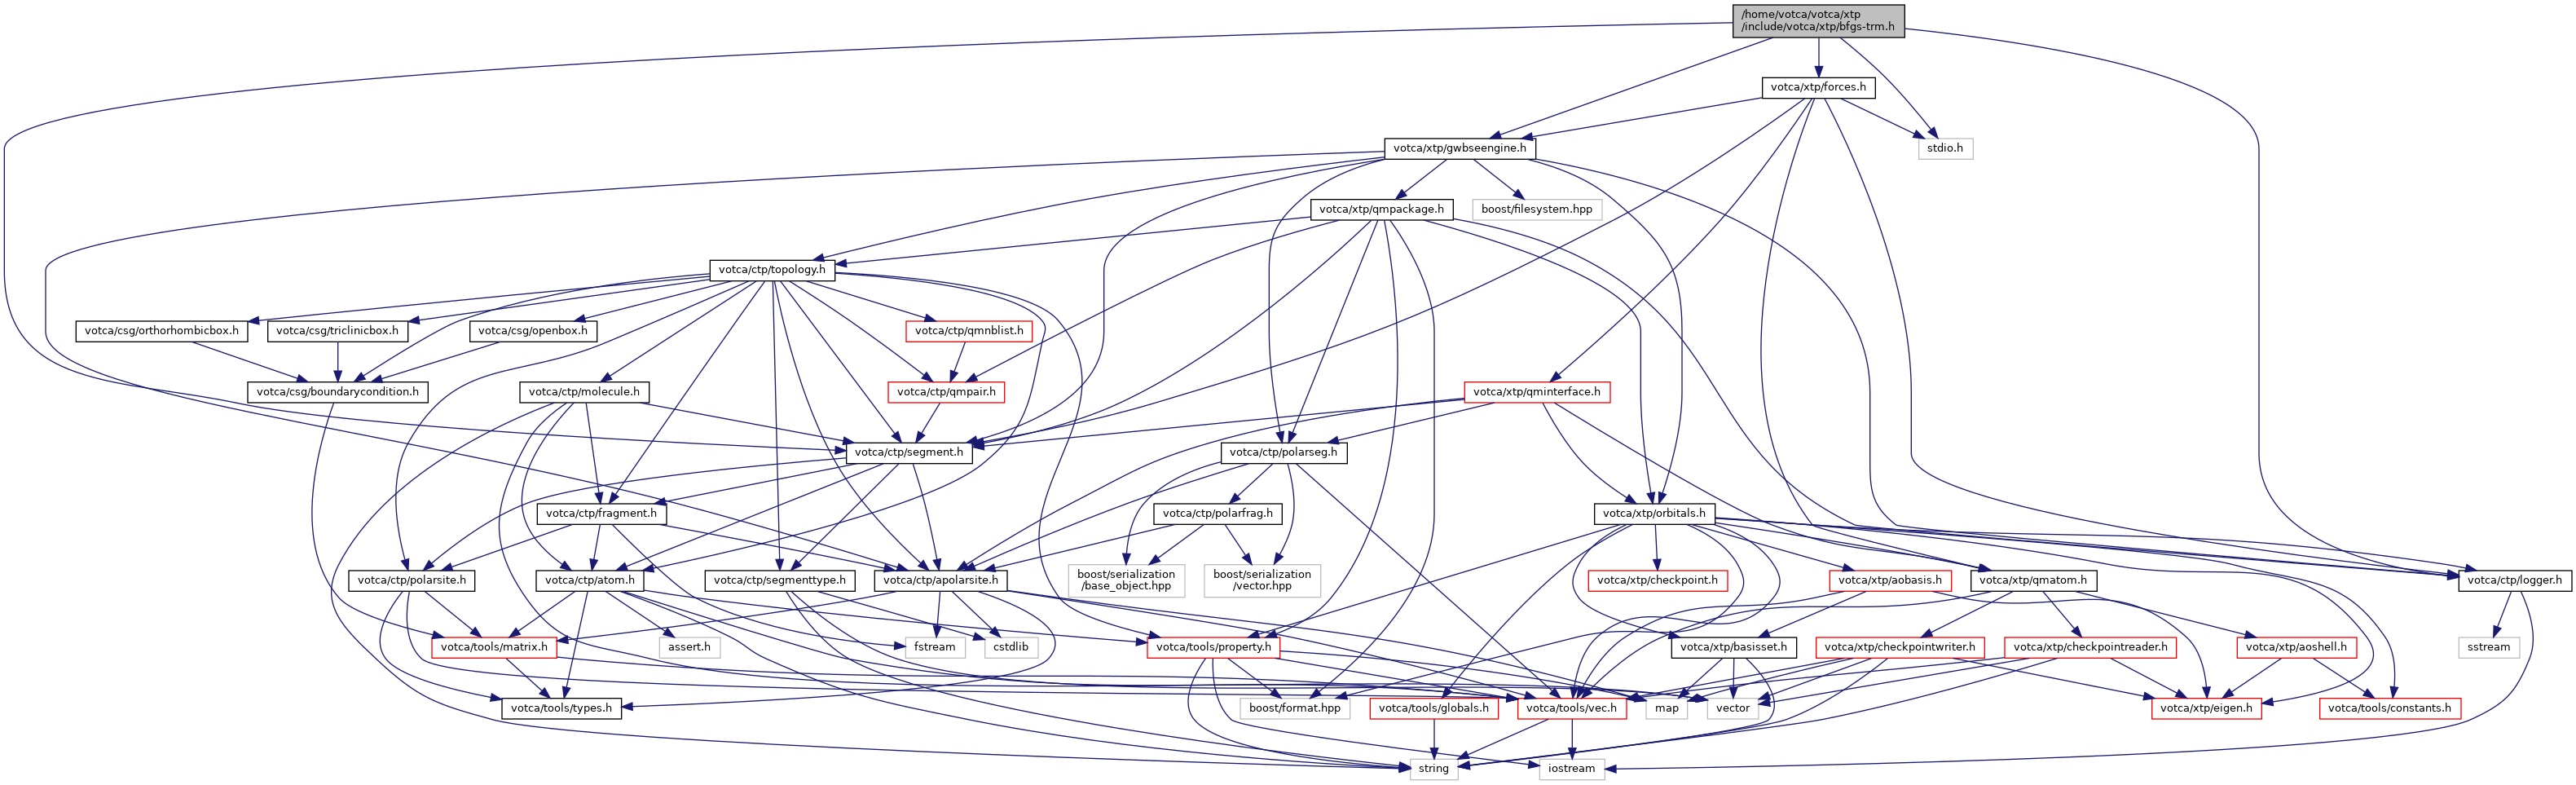 /home/votca/votca/xtp
/include/votca/xtp/bfgs-trm.h
votca/xtp/forces.h
votca/xtp/gwbseengine.h
stdio.h
votca/xtp/qmpackage.h
boost/filesystem.hpp
votca/ctp/topology.h
votca/csg/orthorhombicbox.h
votca/csg/triclinicbox.h
votca/csg/openbox.h
votca/ctp/qmnblist.h
votca/csg/boundarycondition.h
votca/ctp/molecule.h
votca/ctp/qmpair.h
votca/xtp/qminterface.h
votca/ctp/segment.h
votca/ctp/polarseg.h
votca/ctp/fragment.h
votca/ctp/polarfrag.h
votca/xtp/orbitals.h
votca/ctp/polarsite.h
votca/ctp/atom.h
votca/ctp/segmenttype.h
votca/ctp/apolarsite.h
boost/serialization
/base_object.hpp
boost/serialization
/vector.hpp
votca/xtp/checkpoint.h
votca/xtp/aobasis.h
votca/xtp/qmatom.h
votca/ctp/logger.h
votca/tools/matrix.h
assert.h
fstream
cstdlib
votca/tools/property.h
votca/xtp/basisset.h
votca/xtp/checkpointwriter.h
votca/xtp/checkpointreader.h
votca/xtp/aoshell.h
sstream
votca/tools/types.h
boost/format.hpp
votca/tools/globals.h
votca/tools/vec.h
map
vector
votca/xtp/eigen.h
votca/tools/constants.h
string
iostream